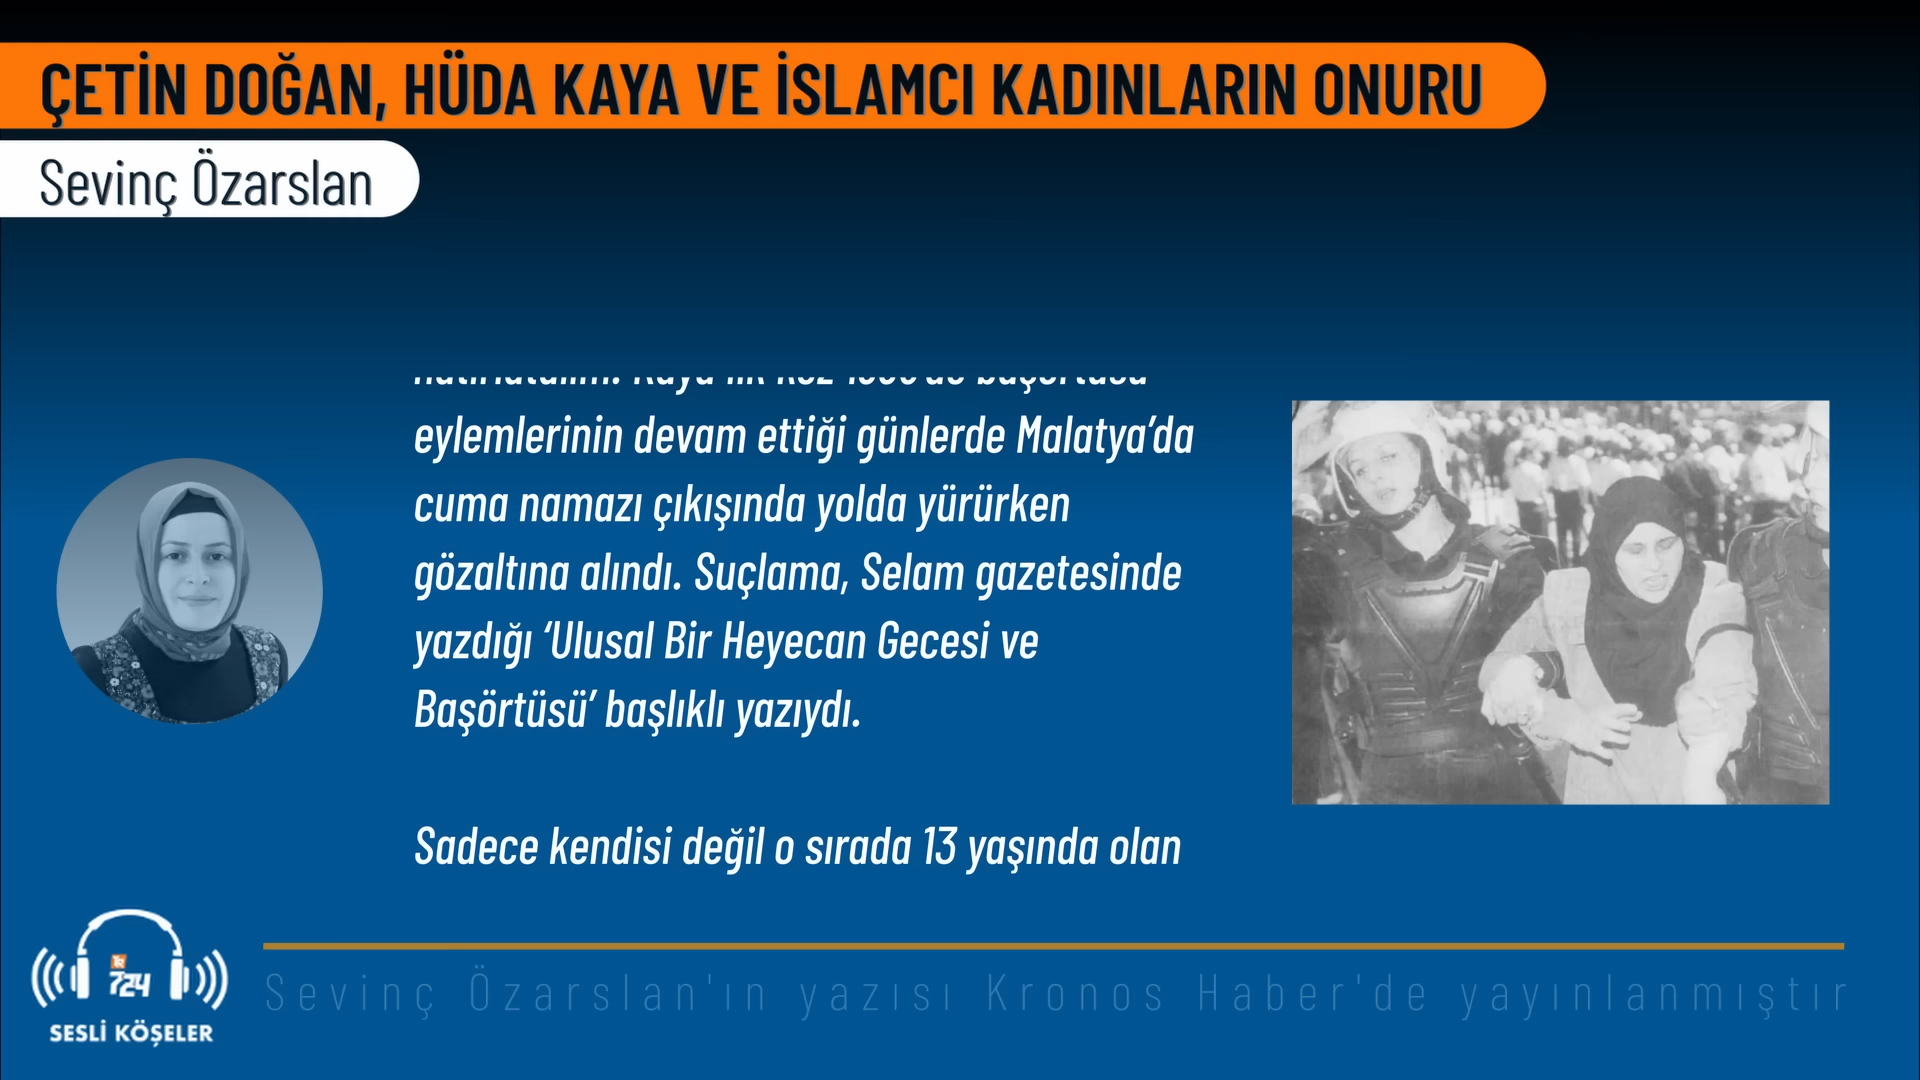 ÇETİN DOĞAN, HÜDA KAYA VE İSLAMCI KADINLARIN ONURU
Sevinç Özarslan
eylemlerinin devam ettiği günlerde Malatya’da
cuma namazı çıkışında yolda yürürken
gözaltına alındı. Suçlama, Selam gazetesinde
yazdığı ‘Ulusal Bir Heyecan Gecesi ve
Başörtüsü’ başlıklı yazıydı.
Sadece kendisi değil o sırada 13 yaşında olan
724
SESLİ KÖŞELER
Sevinç Özarslan'ın yazısı Kronos Haber'de yayınlanmıştır